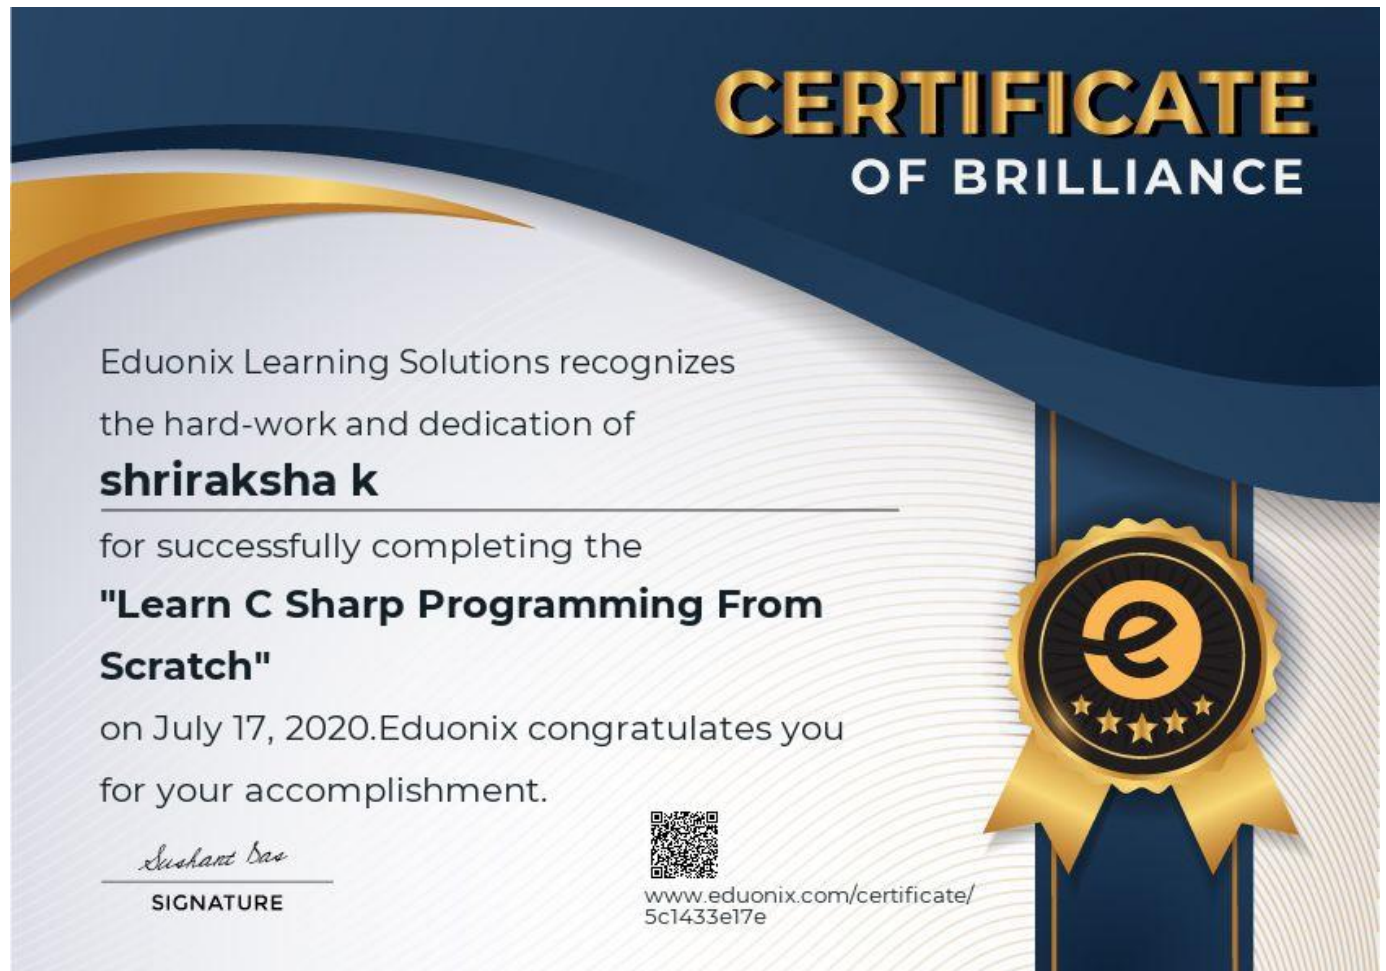 CERTIFICATE
OF BRILLIANCE
Eduonix Learning Solutions recognizes
the hard-work and dedication of
shriraksha k
for successfully completing the
"Learn C Sharp Programming From
Scratch"
on July 17, 2020.Eduonix congratulates you
for your accomplishment.
Sushant Das
SIGNATURE
www.eduonix.com/certificate/
5c1433e17e